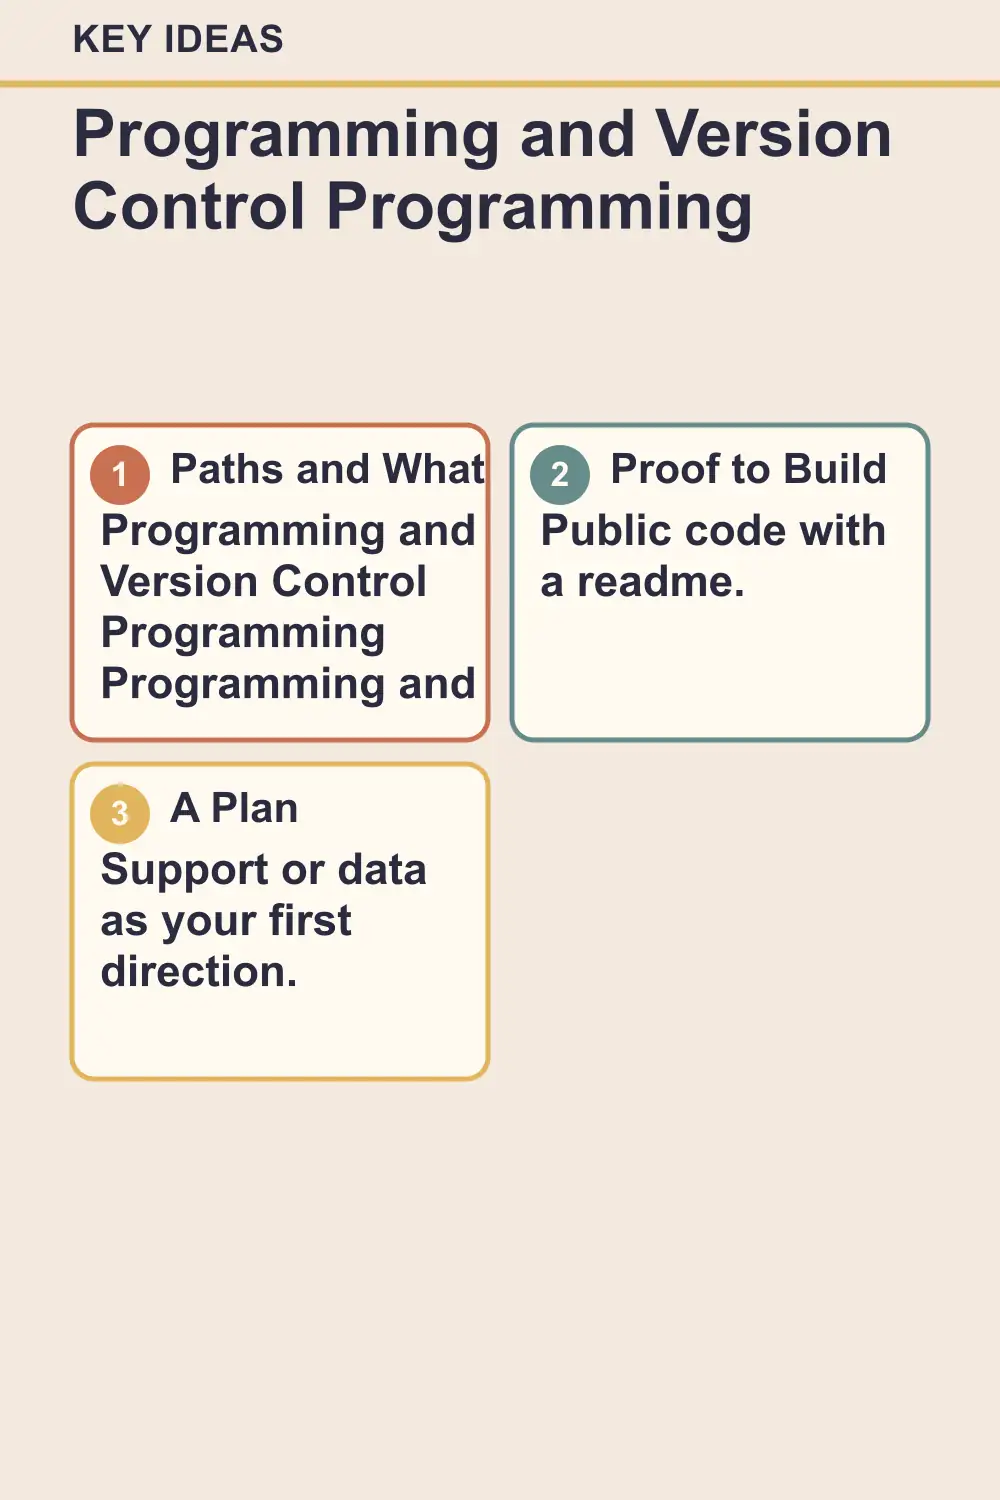 KEY IDEAS
Programming and Version
Control Programming
1 Paths and What
Programming and
Version Control
Programming
Programming and
2 Proof to Build
Public code with
a readme.
3 A Plan
Support or data
as your first
direction.